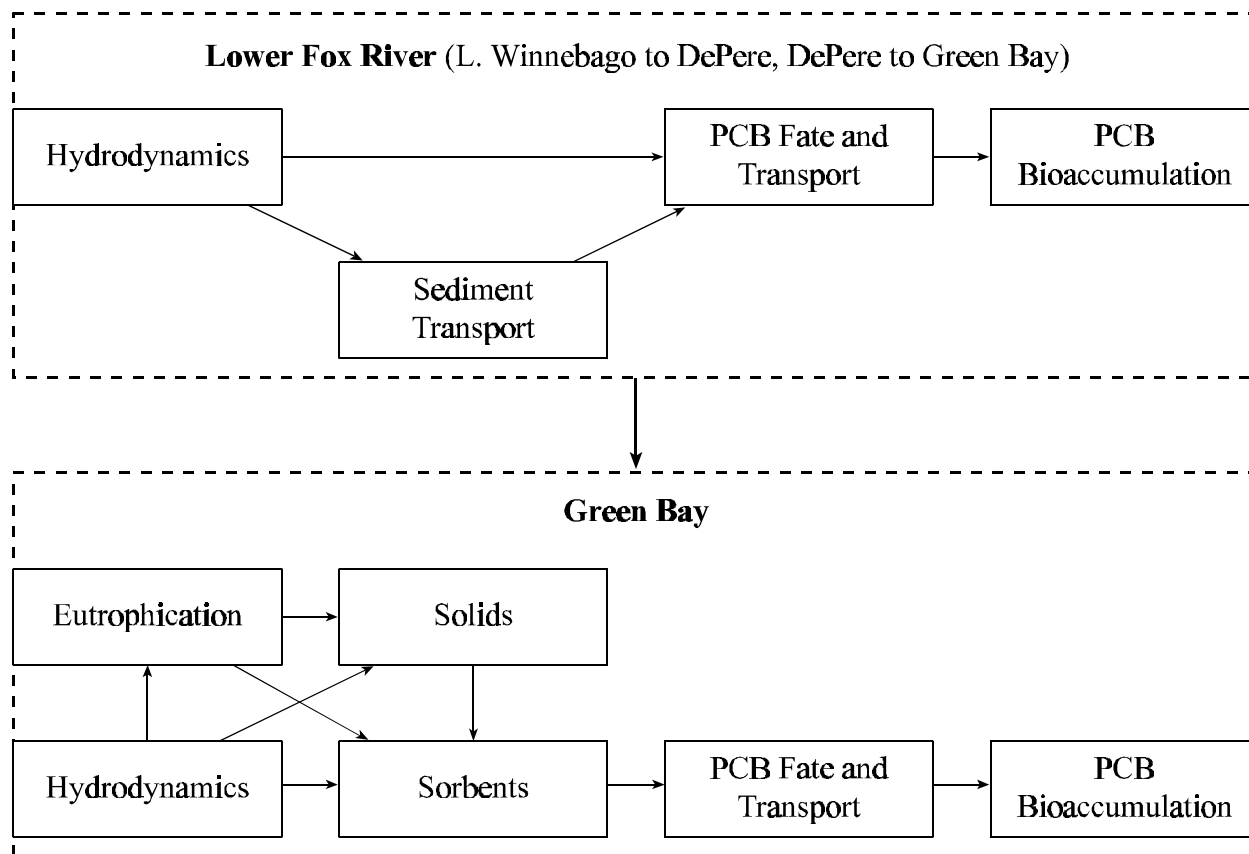 Lower Fox River (L. Winnebago to DePere, DePere to Green Bay)
Hydrodynamics
PCB Fate and
Transport
PCB
Bioaccumulation
Sediment
Transport
Green Bay
Eutrophication
Solids
Hydrodynamics
Sorbents
PCB Fate and
Transport
PCB
Bioaccumulation